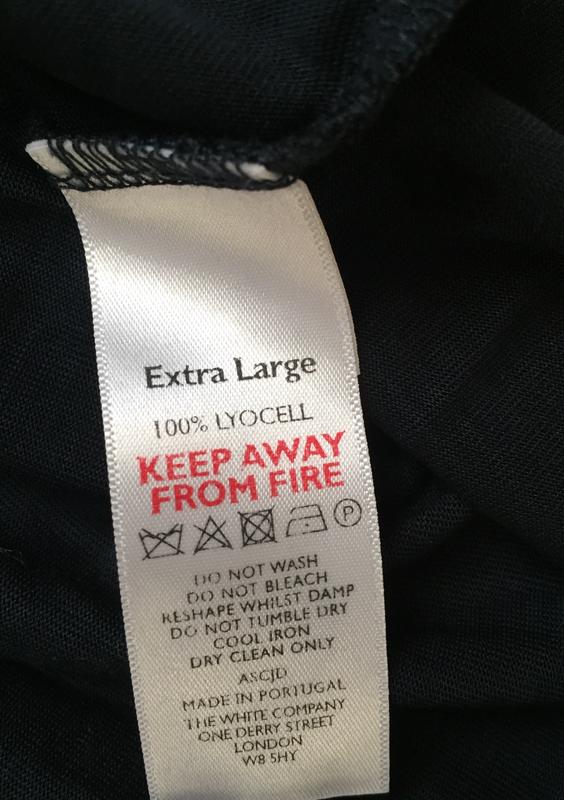 Extra Large
100% LYOCELL
KEEP AWAY
FROM FIRE
P
DO NOT WASH
DO NOT BLEACH
RESHAPE WHILST DAMP
DO NOT TUMBLE DRY
COOL IRON
DRY CLEAN ONLY
ASCJD
MADE IN PORTUGAL
THE WHITE COMPANY
ONE DERRY STREET
LONDON
W8 5HY